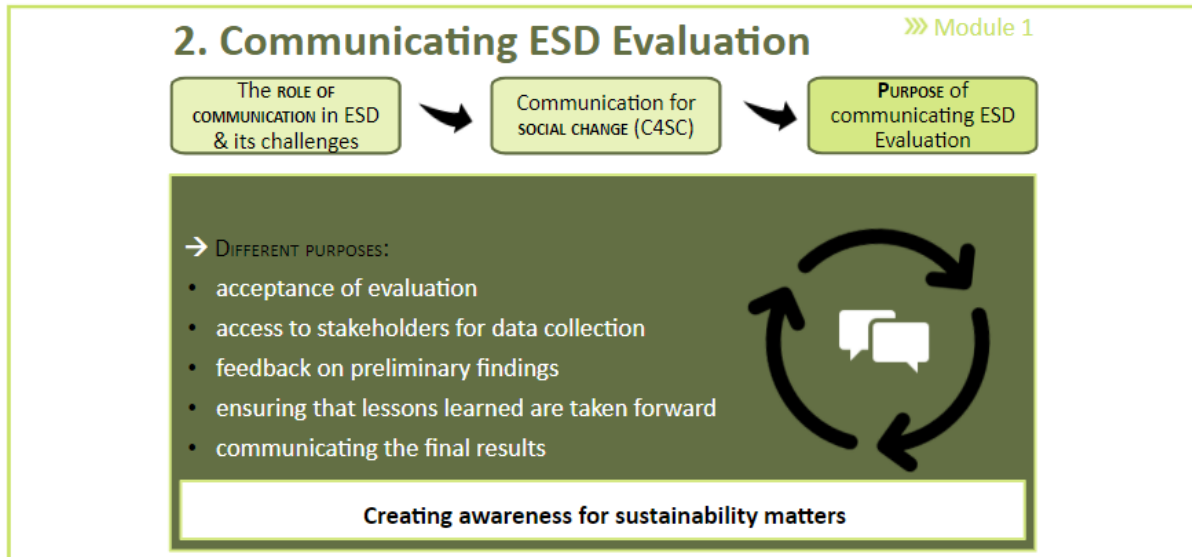 2. Communicating ESD Evaluation
››› Module 1
The ROLE OF
COMMUNICATION in ESD
& its challenges
Communication for
SOCIAL CHANGE (C4SC)
PURPOSE of
communicating ESD
Evaluation
→ DIFFERENT PURPOSES:
• acceptance of evaluation
• access to stakeholders for data collection
• feedback on preliminary findings
• ensuring that lessons learned are taken forward
• communicating the final results
Creating awareness for sustainability matters